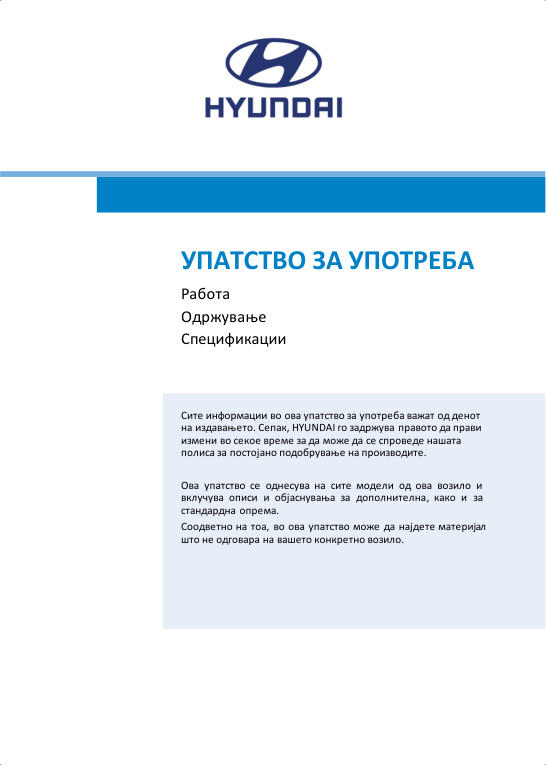 HYUNDAI
УПАТСТВО ЗА УПОТРЕБА
Работа
Одржување
Спецификации
Сите информации во ова упатство за употреба важат од денот
на издавањето. Сепак, HYUNDAI го задржува правото да прави
измени во секое време за да може да се спроведе нашата
полиса за постојано подобрување на производите.
Ова упатство се однесува на сите модели од ова возило и
вклучува описи и објаснувања за дополнителна, како и за
стандардна опрема.
Соодветно на тоа, во ова упатство може да најдете материјал
што не одговара на вашето конкретно возило.